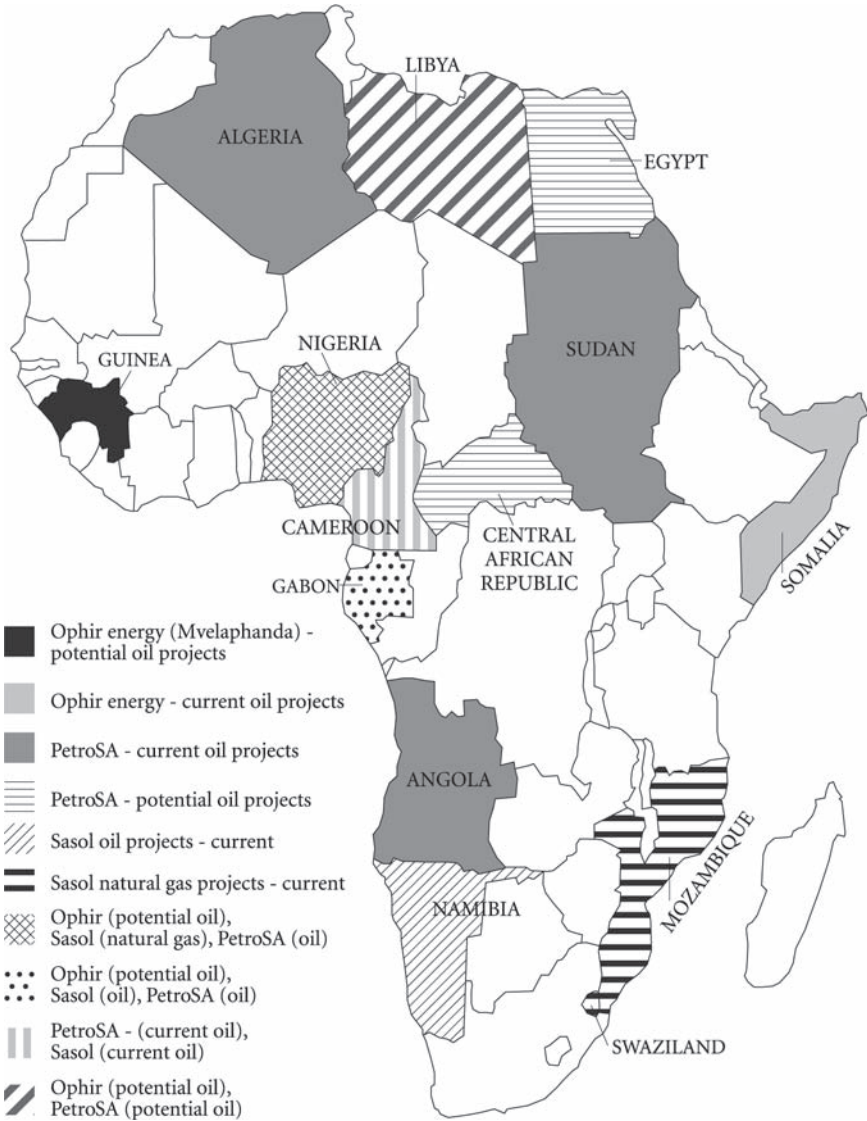 LIBYA
ALGERIA
EGYPT
NIGERIA
SUDAN
GUINEA
CAMEROON
CENTRAL
AFRICAN
REPUBLIC
SOMALIA
GABON
ANGOLA
MOZAMBIQUE
NAMIBIA
SWAZILAND
Ophir energy (Mvelaphanda) -
potential oil projects
Ophir energy - current oil projects
PetroSA - current oil projects
PetroSA - potential oil projects
Sasol oil projects - current
Sasol natural gas projects - current
Ophir (potential oil),
Sasol (natural gas), PetroSA (oil)
Ophir (potential oil),
Sasol (oil), PetroSA (oil)
PetroSA - (current oil),
Sasol (current oil)
Ophir (potential oil),
PetroSA (potential oil)